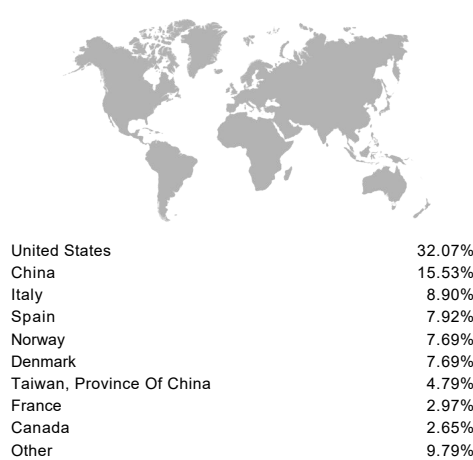 United States 32.07%
China 15.53%
Italy 8.90%
Spain 7.92%
Norway 7.69%
Denmark 7.69%
Taiwan, Province Of China 4.79%
France 2.97%
Canada 2.65%
Other 9.79%